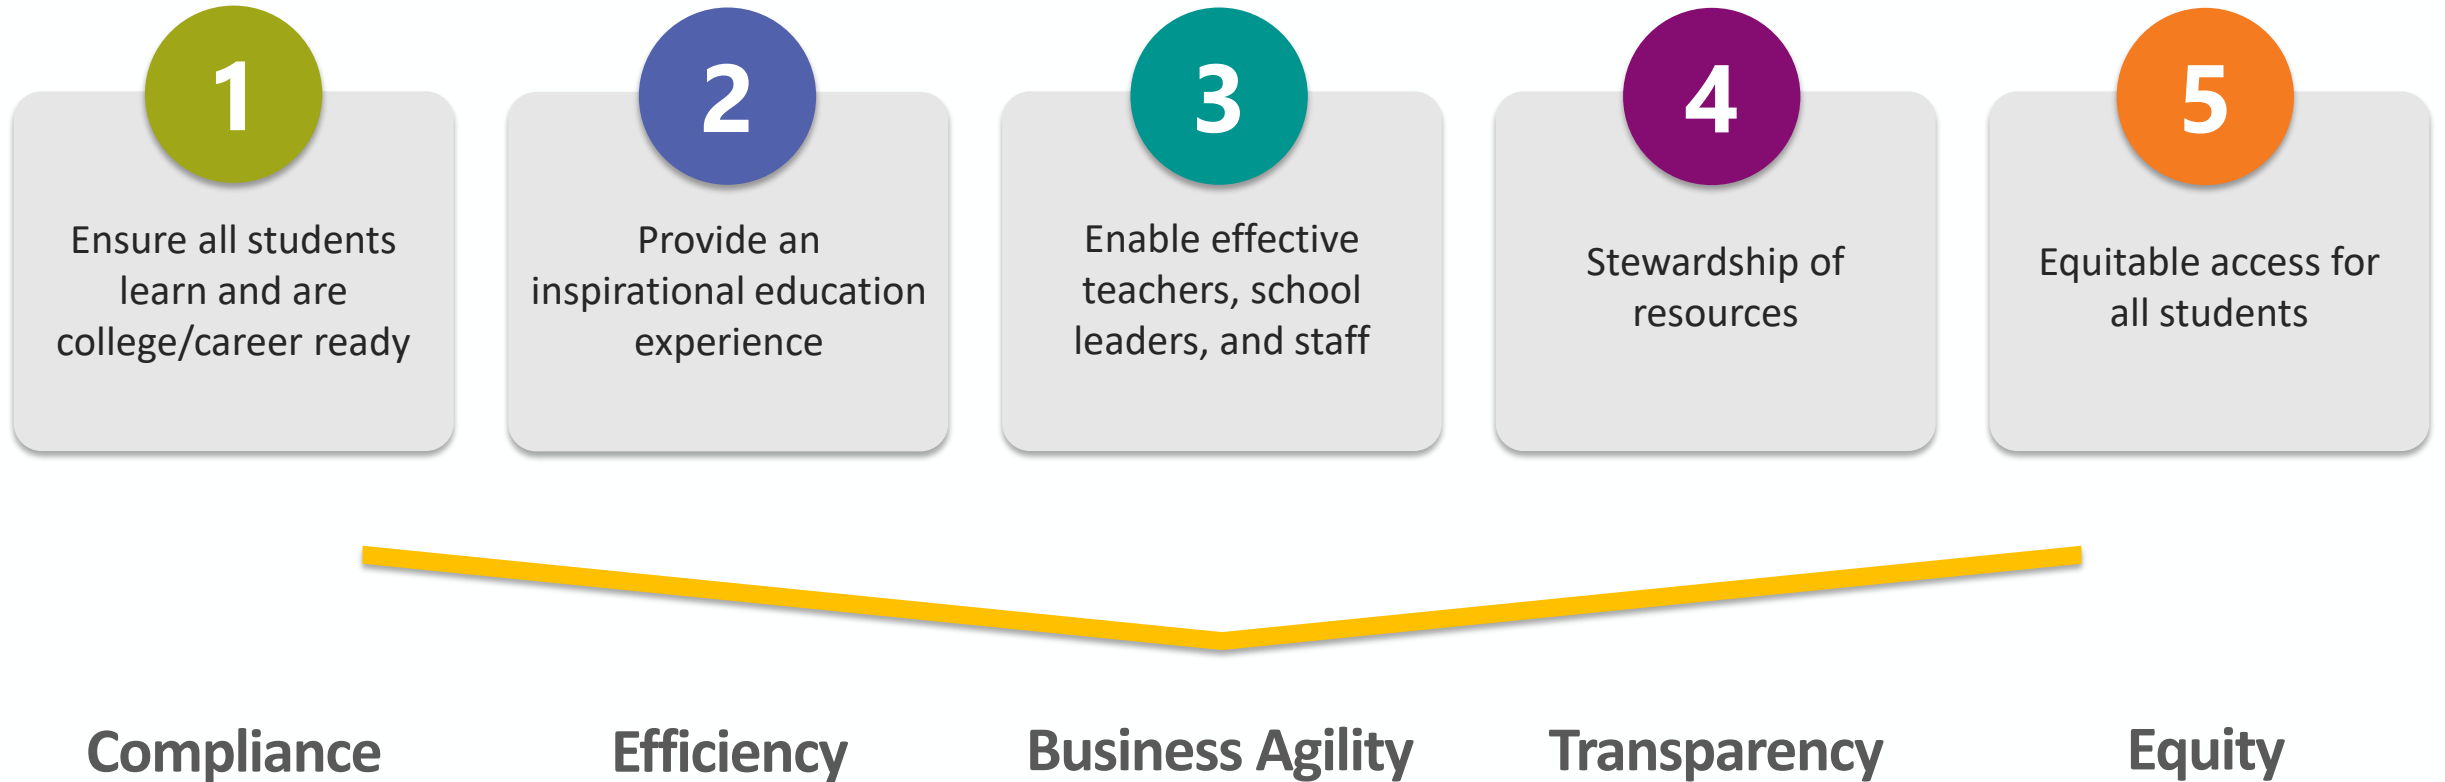 1
Ensure all students
learn and are
college/career ready
2
Provide an
inspirational education
experience
3
Enable effective
teachers, school
leaders, and staff
4
Stewardship of
resources
5
Equitable access for
all students
Compliance
Efficiency
Business Agility
Transparency
Equity